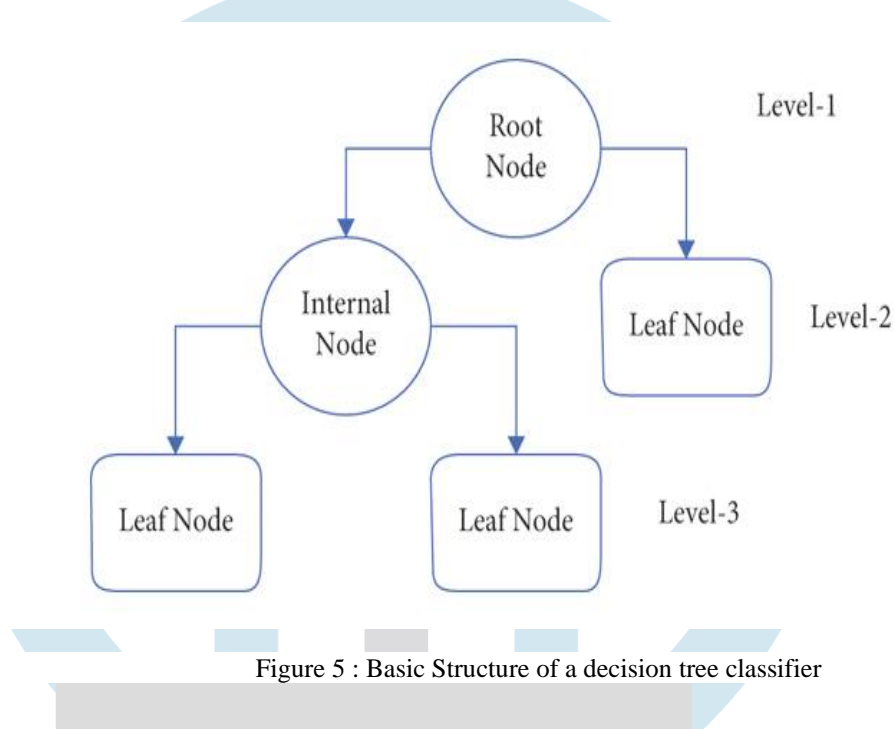 Root
Node
Level-1
Internal
Node
Leaf Node
Level-2
Leaf Node
Leaf Node
Level-3
Figure 5 : Basic Structure of a decision tree classifier